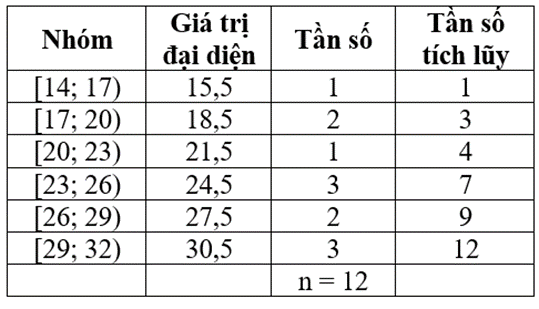 Nhóm | Giá trị đại diện | Tần số | Tần số tích lũy
[14; 17) | 15,5 | 1 | 1
[17; 20) | 18,5 | 2 | 3
[20; 23) | 21,5 | 1 | 4
[23; 26) | 24,5 | 3 | 7
[26; 29) | 27,5 | 2 | 9
[29; 32) | 30,5 | 3 | 12
n = 12